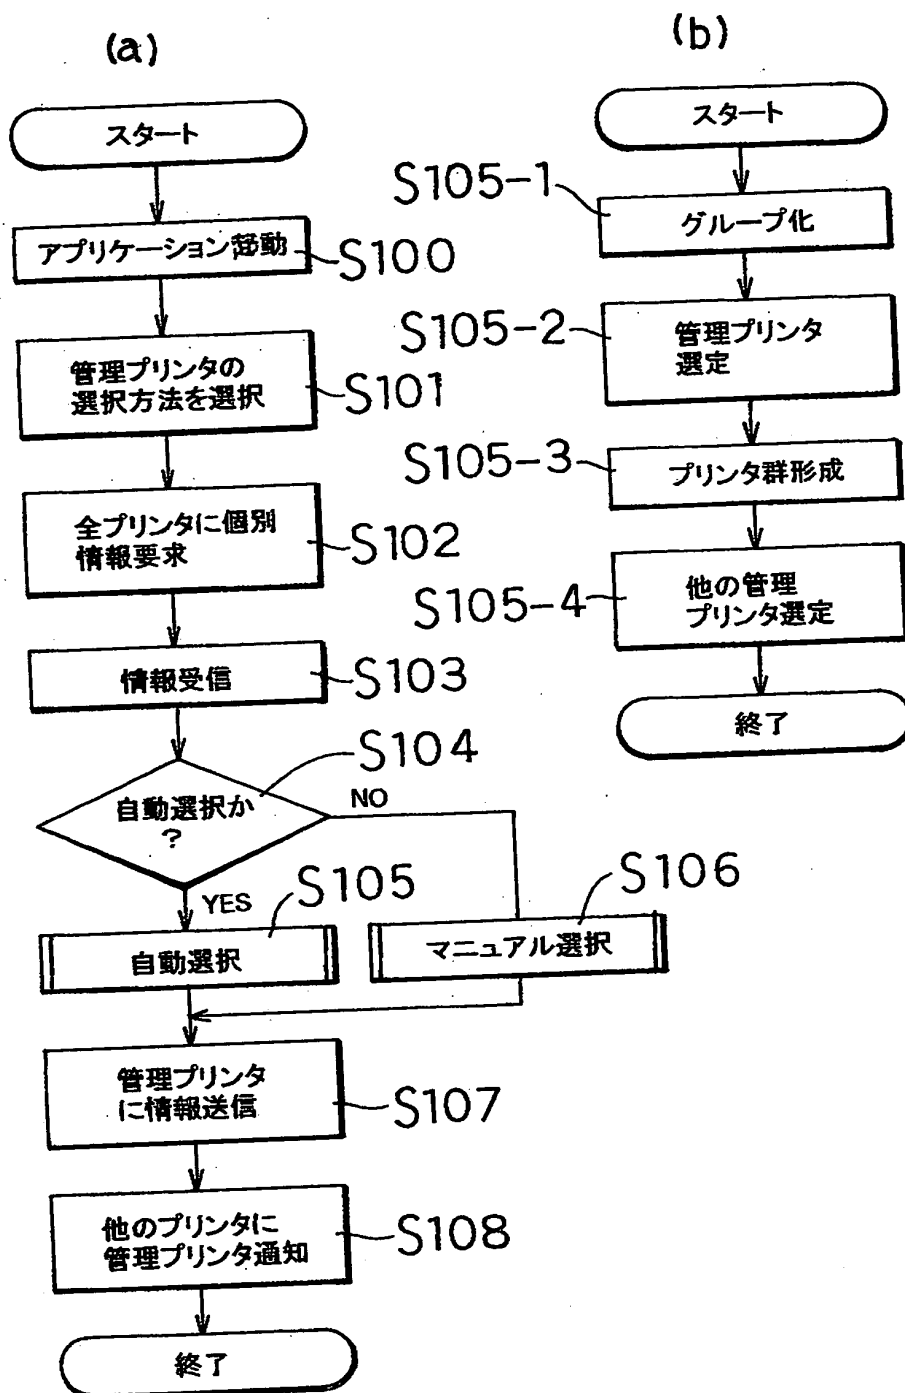 (a)
スタート
アプリケーション起動
S100
管理プリンタの
選択方法を選択
S101
全プリンタに個別
情報要求
S102
情報受信
S103
S104
自動選択か
?
NO
YES
S105
自動選択
S106
マニュアル選択
管理プリンタ
に情報送信
S107
他のプリンタに
管理プリンタ通知
S108
終了
(b)
スタート
S105-1
グループ化
S105-2
管理プリンタ
選定
S105-3
プリンタ群形成
S105-4
他の管理
プリンタ選定
終了